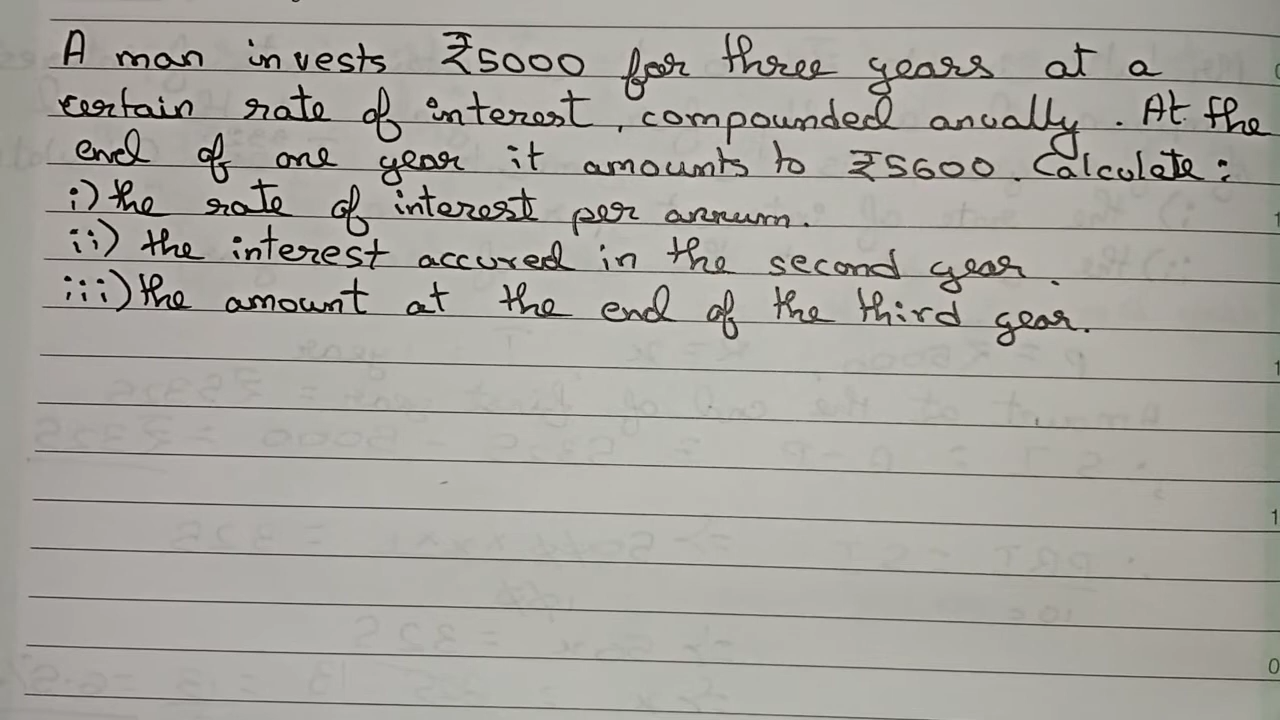 A man invests ₹5000 for three years at a
certain rate of interest, compounded anually. At the
end of one year it amounts to ₹5600. Calculate:
i) the rate of interest per annum.
ii) the interest accured in the second year.
iii) the amount at the end of the third year.